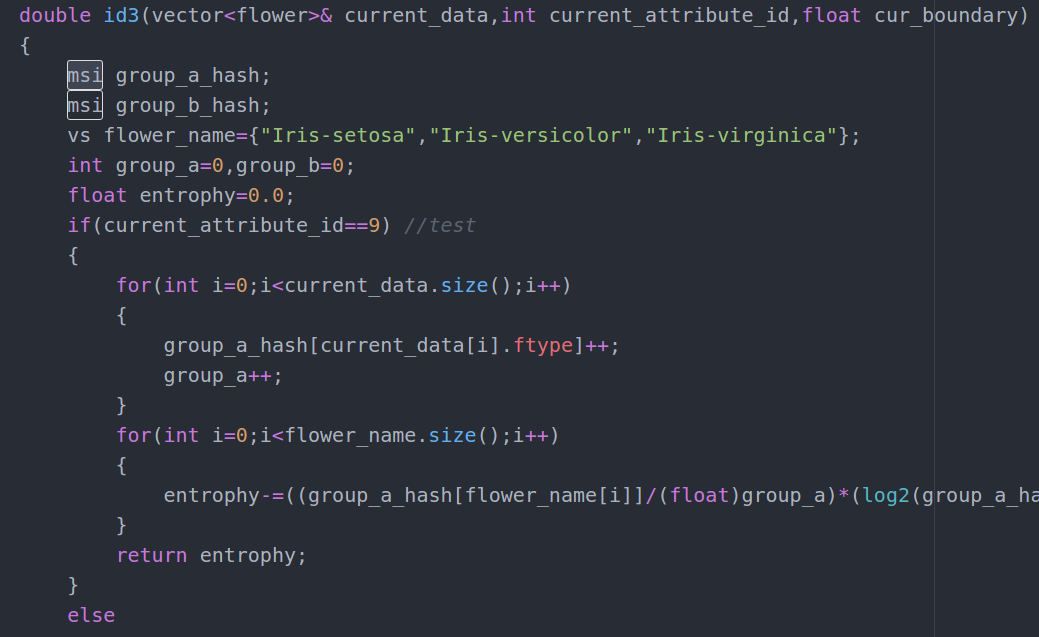 double id3(vector<flower>& current_data,int current_attribute_id,float cur_boundary)
{
    msi group_a_hash;
    msi group_b_hash;
    vs flower_name={"Iris-setosa","Iris-versicolor","Iris-virginica"};
    int group_a=0,group_b=0;
    float entrophy=0.0;
    if(current_attribute_id==9) //test
    {
        for(int i=0;i<current_data.size();i++)
        {
            group_a_hash[current_data[i].ftype]++;
            group_a++;
        }
        for(int i=0;i<flower_name.size();i++)
        {
            entrophy-=((group_a_hash[flower_name[i]]/(float)group_a)*(log2(group_a_ha
        }
        return entrophy;
    }
    else